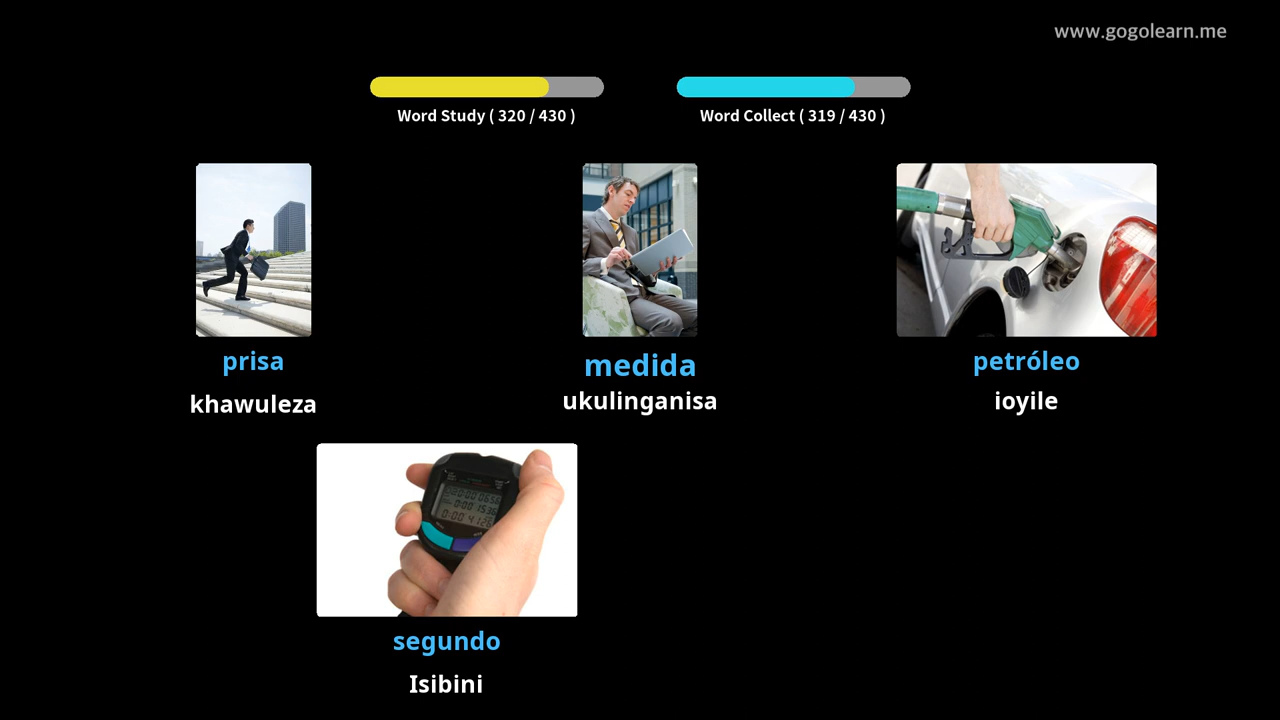 www.gogolearn.me
Word Study ( 320 / 430 )
Word Collect ( 319 / 430 )
prisa
khawuleza
medida
ukulinganisa
petróleo
ioyile
segundo
Isibini